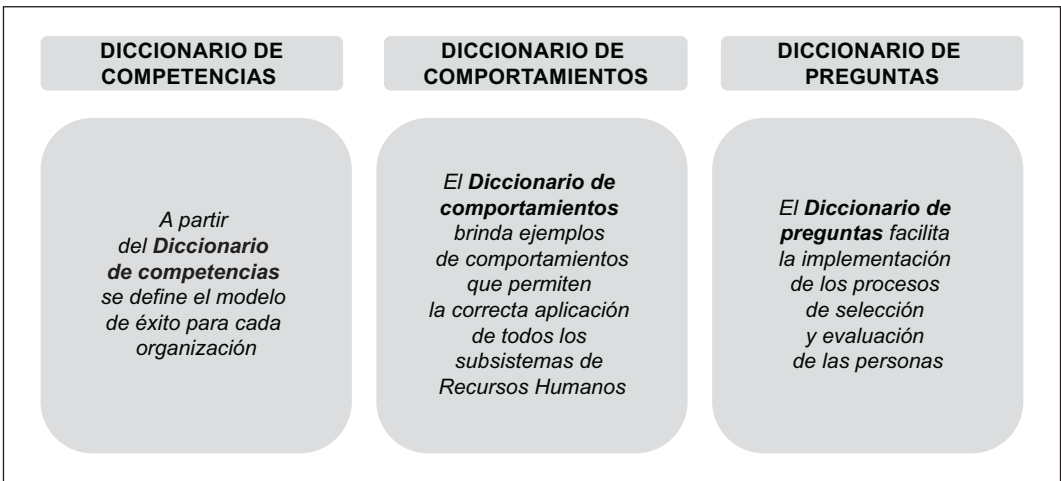 DICCIONARIO DE
COMPETENCIAS
A partir
del Diccionario
de competencias
se define el modelo
de éxito para cada
organización
DICCIONARIO DE
COMPORTAMIENTOS
El Diccionario de
comportamientos
brinda ejemplos
de comportamientos
que permiten
la correcta aplicación
de todos los
subsistemas de
Recursos Humanos
DICCIONARIO DE
PREGUNTAS
El Diccionario de
preguntas facilita
la implementación
de los procesos
de selección
y evaluación
de las personas